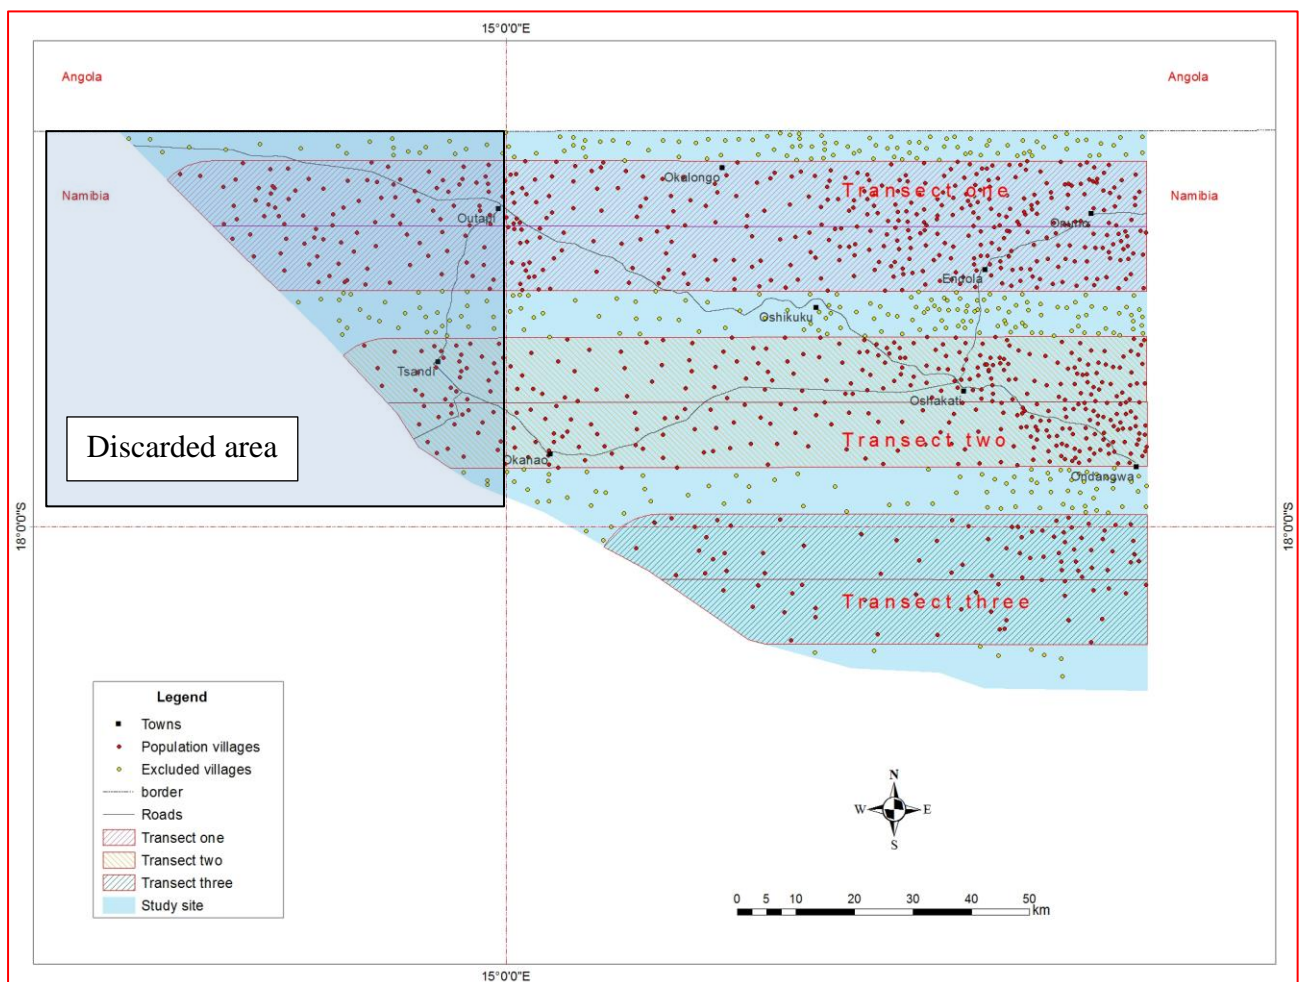 15°0'0"E
Angola
Angola
Namibia
Okalongo
Transect one
Namibia
Outapi
Engola
Oshikuku
Tsandi
Oshakati
Discarded area
Transect two
Okahao
Ondangwa
18°0'0"S
18°0'0"S
Transect three
Legend
Towns
Population villages
Excluded villages
border
Roads
Transect one
Transect two
Transect three
Study site
N
W
E
S
0 5 10 20 30 40 50
km
15°0'0"E